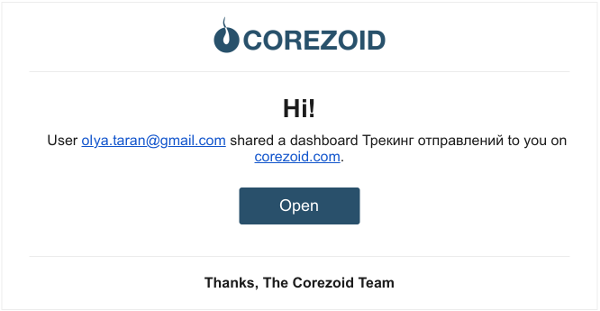 COREZOID
Hi!
User olya.taran@gmail.com shared a dashboard Трекинг отправлений to you on
corezoid.com.
Open
Thanks, The Corezoid Team